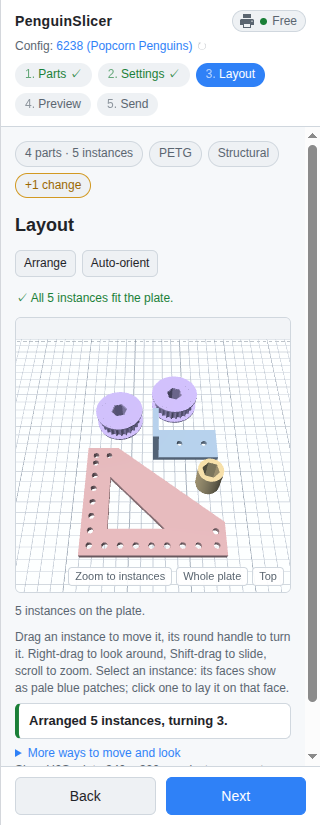 PenguinSlicer
Free
Config: 6238 (Popcorn Penguins)
1. Parts ✓
2. Settings ✓
3. Layout
4. Preview
5. Send
4 parts · 5 instances
PETG
Structural
+1 change
Layout
Arrange
Auto-orient
✓ All 5 instances fit the plate.
Zoom to instances
Whole plate
Top
5 instances on the plate.
Drag an instance to move it, its round handle to turn
it. Right-drag to look around, Shift-drag to slide,
scroll to zoom. Select an instance: its faces show
as pale blue patches; click one to lay it on that face.
Arranged 5 instances, turning 3.
▶ More ways to move and look
Back
Next